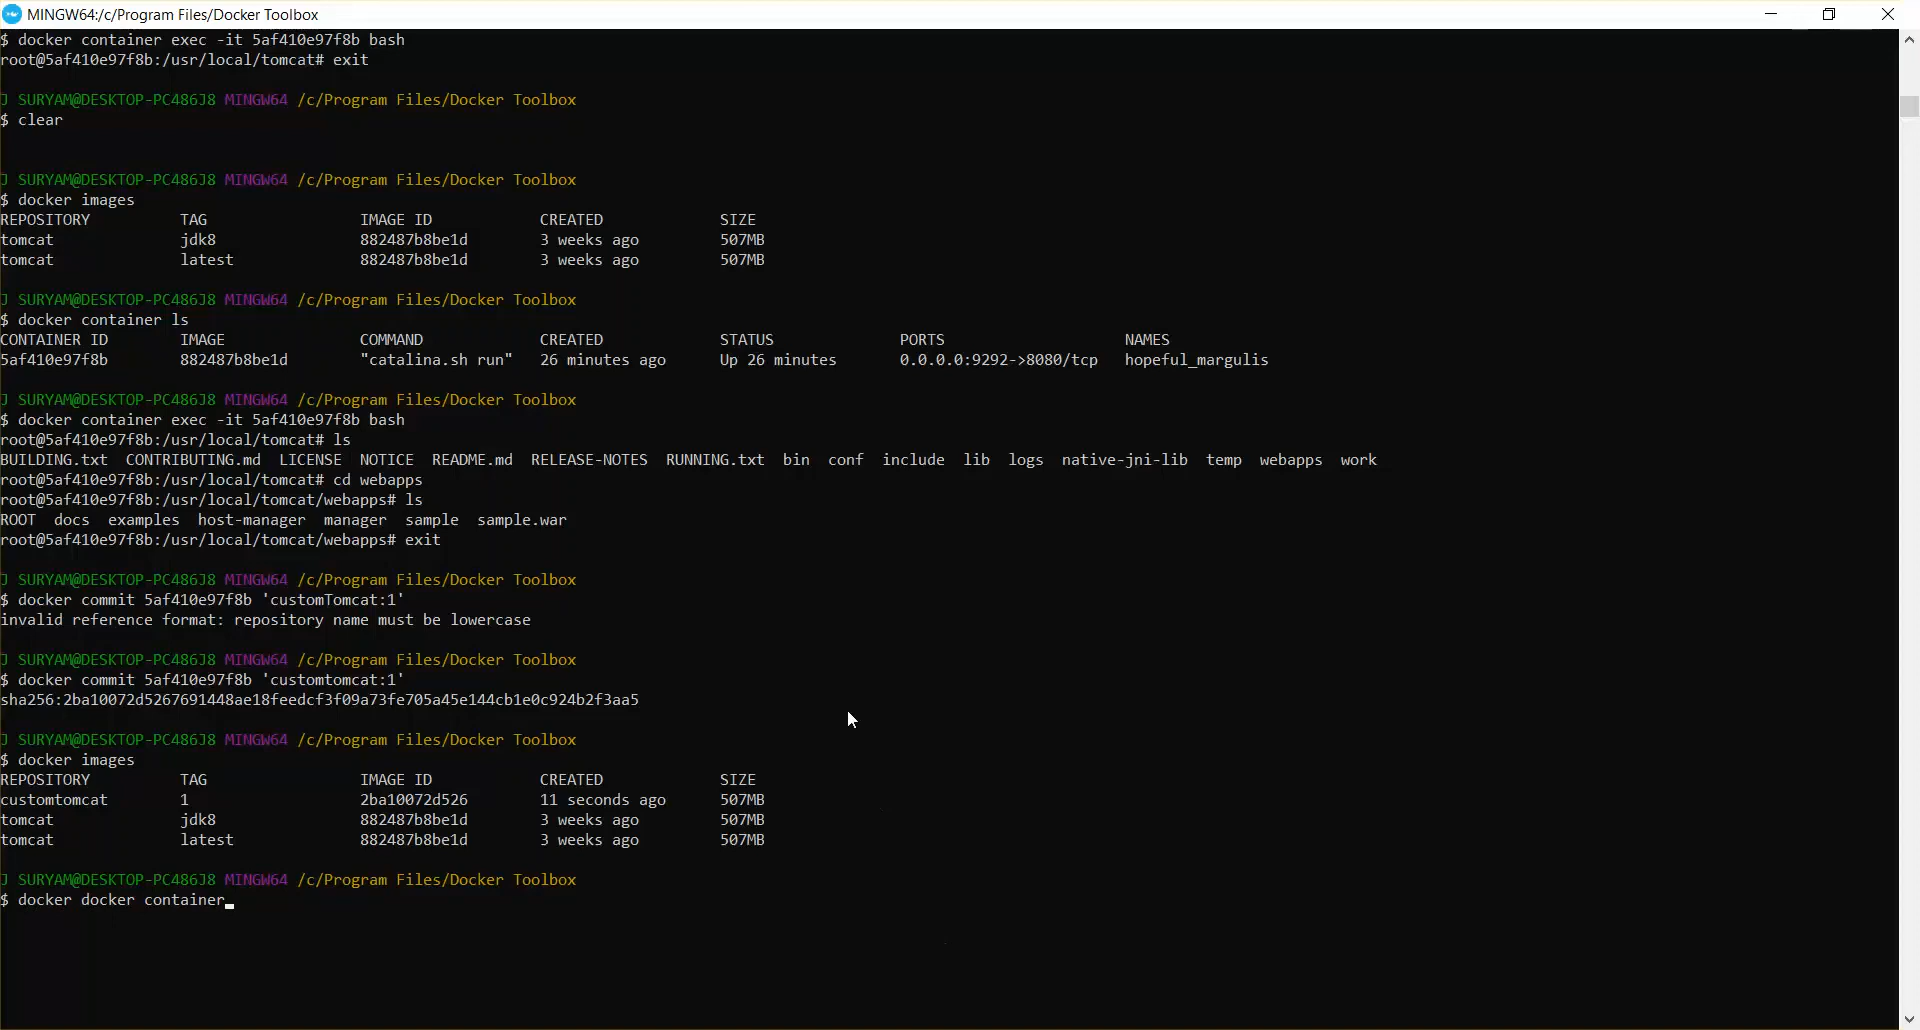 MINGW64:/c/Program Files/Docker Toolbox
$ docker container exec -it 5af410e97f8b bash
root@5af410e97f8b:/usr/local/tomcat# exit
J SURYAM@DESKTOP-PC486J8 MINGW64 /c/Program Files/Docker Toolbox
$ clear
J SURYAM@DESKTOP-PC486J8 MINGW64 /c/Program Files/Docker Toolbox
$ docker images
REPOSITORY TAG IMAGE ID CREATED SIZE
tomcat jdk8 882487b8be1d 3 weeks ago 507MB
tomcat latest 882487b8be1d 3 weeks ago 507MB
J SURYAM@DESKTOP-PC486J8 MINGW64 /c/Program Files/Docker Toolbox
$ docker container ls
CONTAINER ID IMAGE COMMAND CREATED STATUS PORTS NAMES
5af410e97f8b 882487b8be1d "catalina.sh run" 26 minutes ago Up 26 minutes 0.0.0.0:9292->8080/tcp hopeful_margulis
J SURYAM@DESKTOP-PC486J8 MINGW64 /c/Program Files/Docker Toolbox
$ docker container exec -it 5af410e97f8b bash
root@5af410e97f8b:/usr/local/tomcat# ls
BUILDING.txt CONTRIBUTING.md LICENSE NOTICE README.md RELEASE-NOTES RUNNING.txt bin conf include lib logs native-jni-lib temp webapps work
root@5af410e97f8b:/usr/local/tomcat# cd webapps
root@5af410e97f8b:/usr/local/tomcat/webapps# ls
ROOT docs examples host-manager manager sample sample.war
root@5af410e97f8b:/usr/local/tomcat/webapps# exit
J SURYAM@DESKTOP-PC486J8 MINGW64 /c/Program Files/Docker Toolbox
$ docker commit 5af410e97f8b 'customTomcat:1'
invalid reference format: repository name must be lowercase
J SURYAM@DESKTOP-PC486J8 MINGW64 /c/Program Files/Docker Toolbox
$ docker commit 5af410e97f8b 'customtomcat:1'
sha256:2ba10072d5267691448ae18feedcf3f09a73fe705a45e144cb1e0c924b2f3aa5
J SURYAM@DESKTOP-PC486J8 MINGW64 /c/Program Files/Docker Toolbox
$ docker images
REPOSITORY TAG IMAGE ID CREATED SIZE
customtomcat 1 2ba10072d526 11 seconds ago 507MB
tomcat jdk8 882487b8be1d 3 weeks ago 507MB
tomcat latest 882487b8be1d 3 weeks ago 507MB
J SURYAM@DESKTOP-PC486J8 MINGW64 /c/Program Files/Docker Toolbox
$ docker docker container